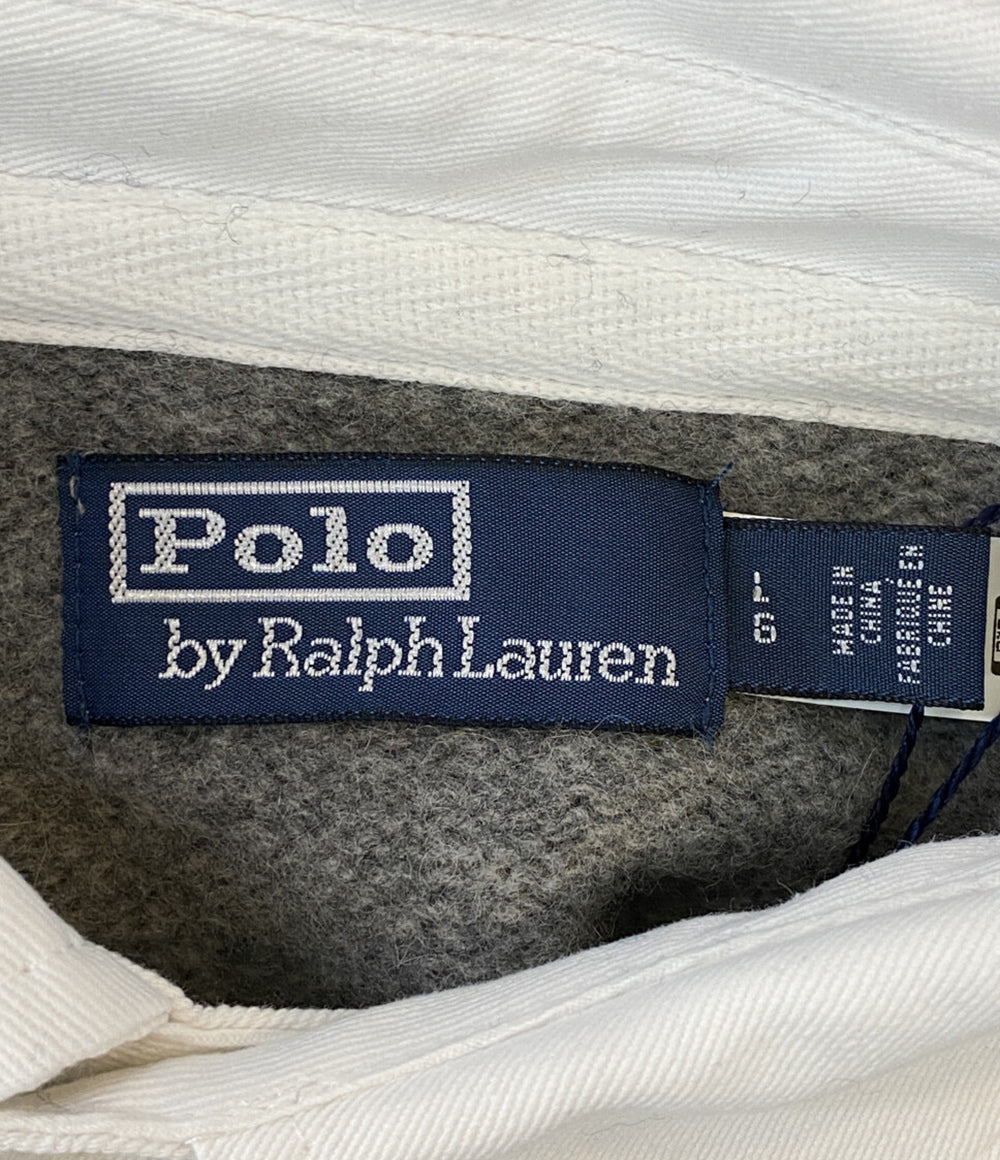 Polo
by Ralph Lauren
G L
MADE IN
CHINA
FABRIQUE EN
CHINE